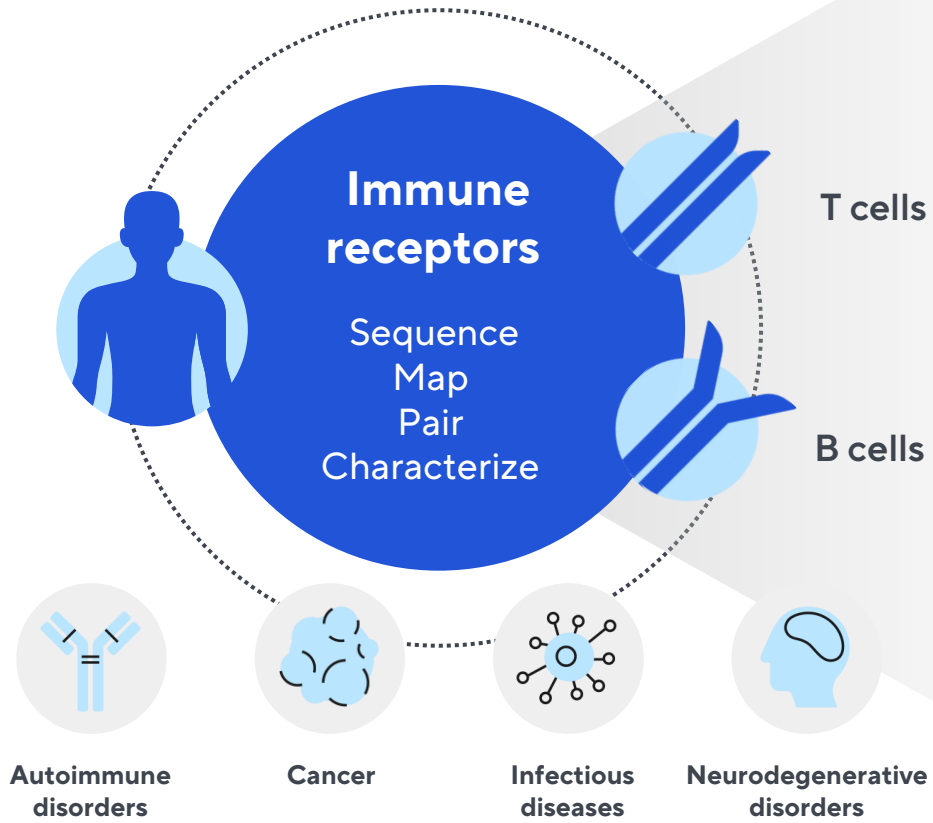 Immune
receptors
Sequence
Map
Pair
Characterize
T cells
B cells
Autoimmune
disorders
Cancer
Infectious
diseases
Neurodegenerative
disorders